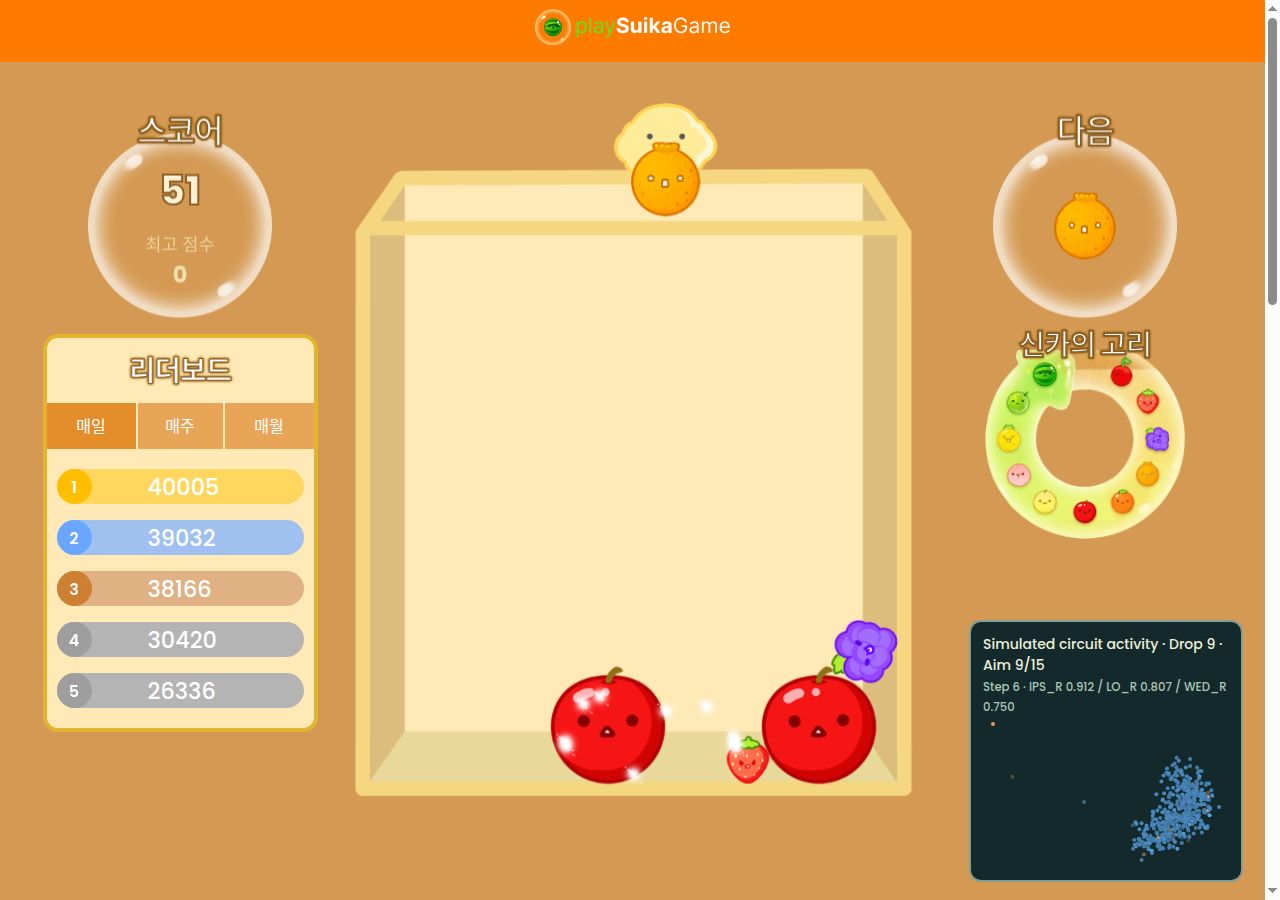 playSuikaGame
스코어
51
최고 점수
0
다음
신카의 고리
리더보드
매일 매주 매월
1 40005
2 39032
3 38166
4 30420
5 26336
Simulated circuit activity · Drop 9 ·
Aim 9/15
Step 6 · IPS_R 0.912 / LO_R 0.807 / WED_R
0.750